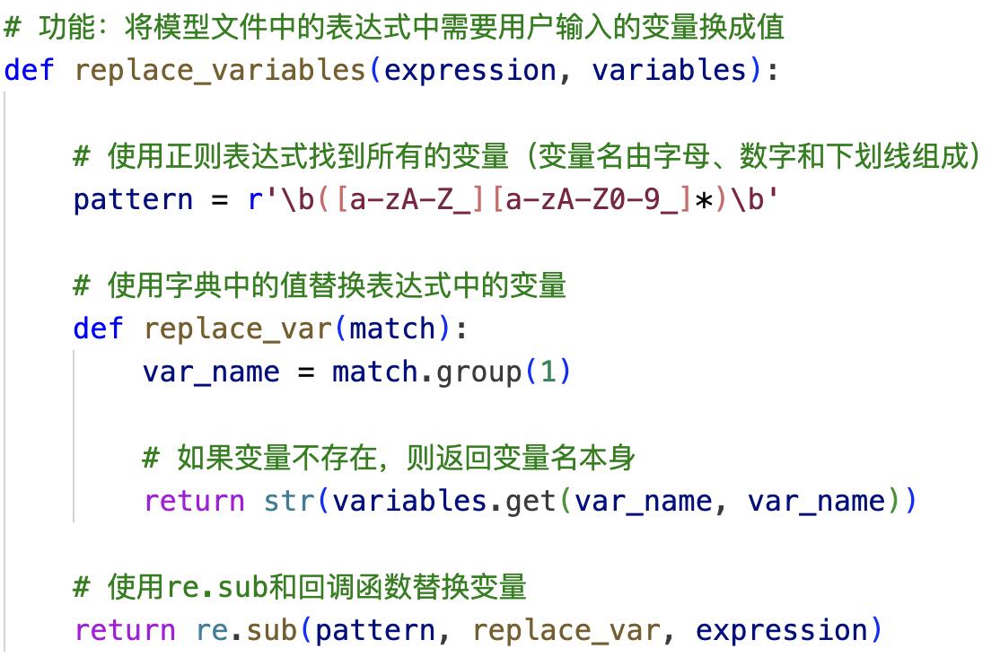 # 功能：将模型文件中的表达式中需要用户输入的变量换成值
def replace_variables(expression, variables):
# 使用正则表达式找到所有的变量（变量名由字母、数字和下划线组成）
pattern = r'\b([a-zA-Z_][a-zA-Z0-9_]*)\b'
# 使用字典中的值替换表达式中的变量
def replace_var(match):
var_name = match.group(1)
# 如果变量不存在，则返回变量名本身
return str(variables.get(var_name, var_name))
# 使用re.sub和回调函数替换变量
return re.sub(pattern, replace_var, expression)